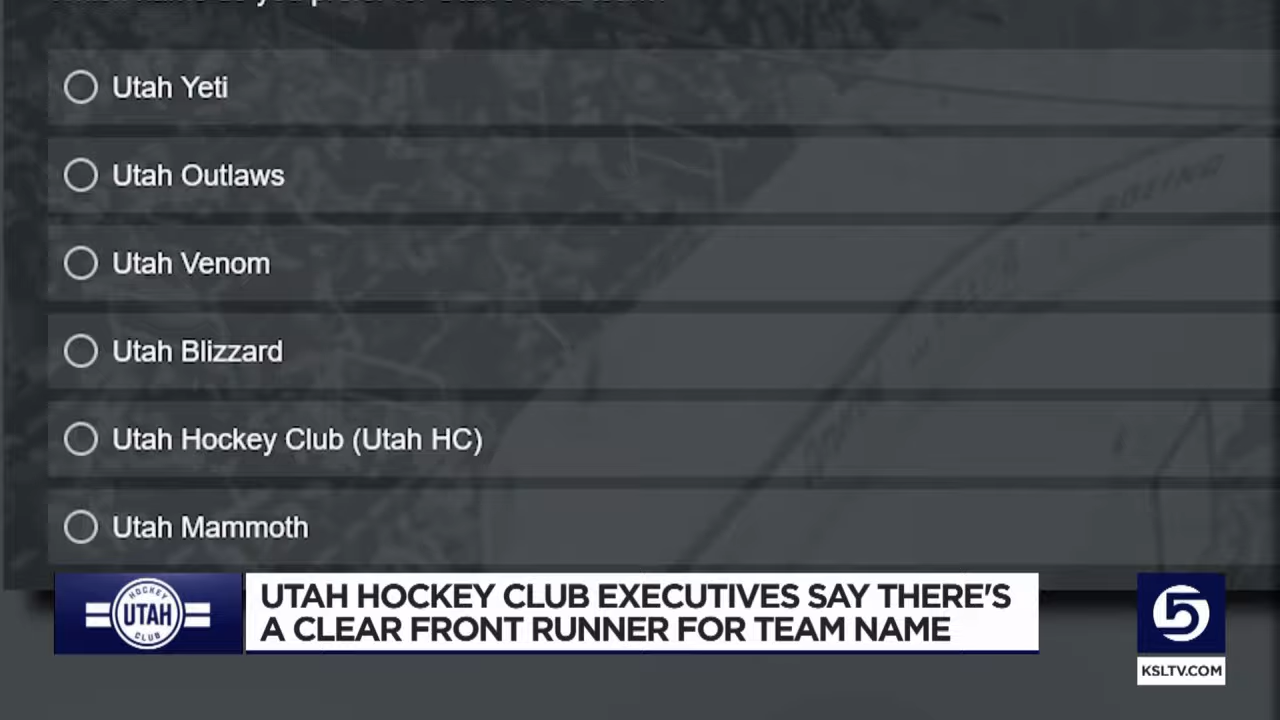 Utah Yeti
Utah Outlaws
Utah Venom
Utah Blizzard
Utah Hockey Club (Utah HC)
Utah Mammoth
HOCKEY
UTAH
CLUB
UTAH HOCKEY CLUB EXECUTIVES SAY THERE'S
A CLEAR FRONT RUNNER FOR TEAM NAME
5
KSLTV.COM